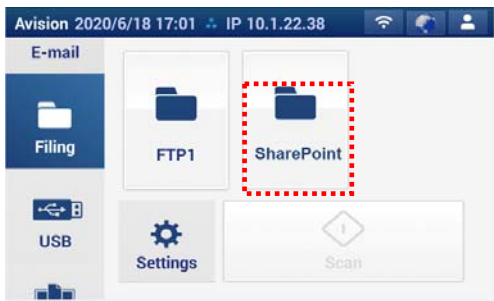 Avision 2020/6/18 17:01 IP 10.1.22.38
E-mail
Filing
FTP1
SharePoint
USB
Settings
Scan